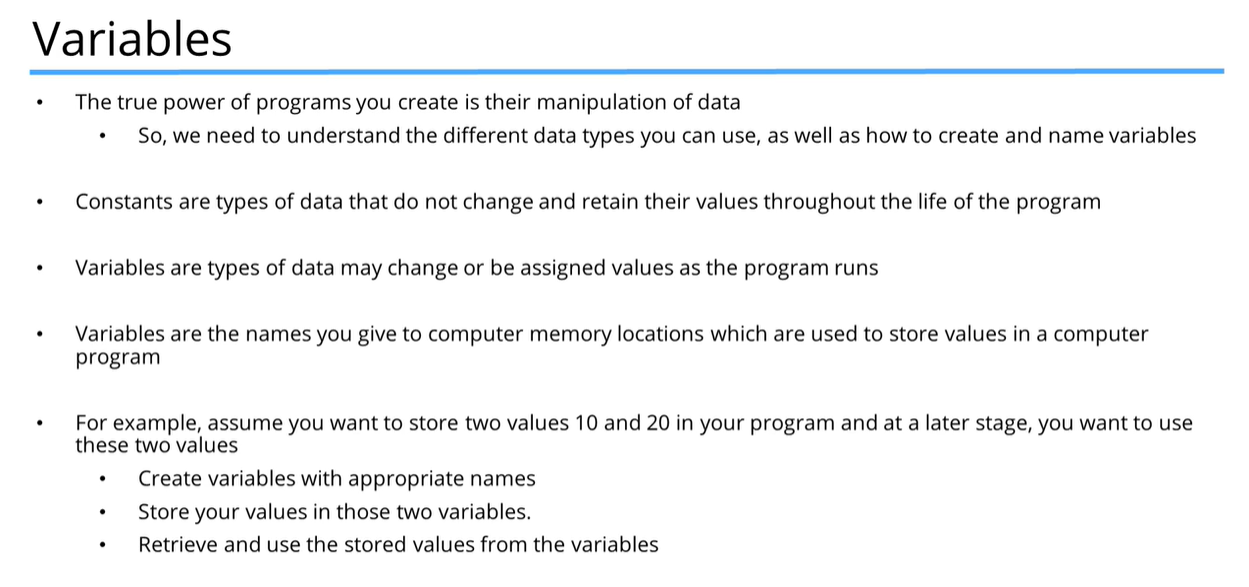 Variables
• The true power of programs you create is their manipulation of data
• So, we need to understand the different data types you can use, as well as how to create and name variables
• Constants are types of data that do not change and retain their values throughout the life of the program
• Variables are types of data may change or be assigned values as the program runs
• Variables are the names you give to computer memory locations which are used to store values in a computer
program
• For example, assume you want to store two values 10 and 20 in your program and at a later stage, you want to use
these two values
• Create variables with appropriate names
• Store your values in those two variables.
• Retrieve and use the stored values from the variables